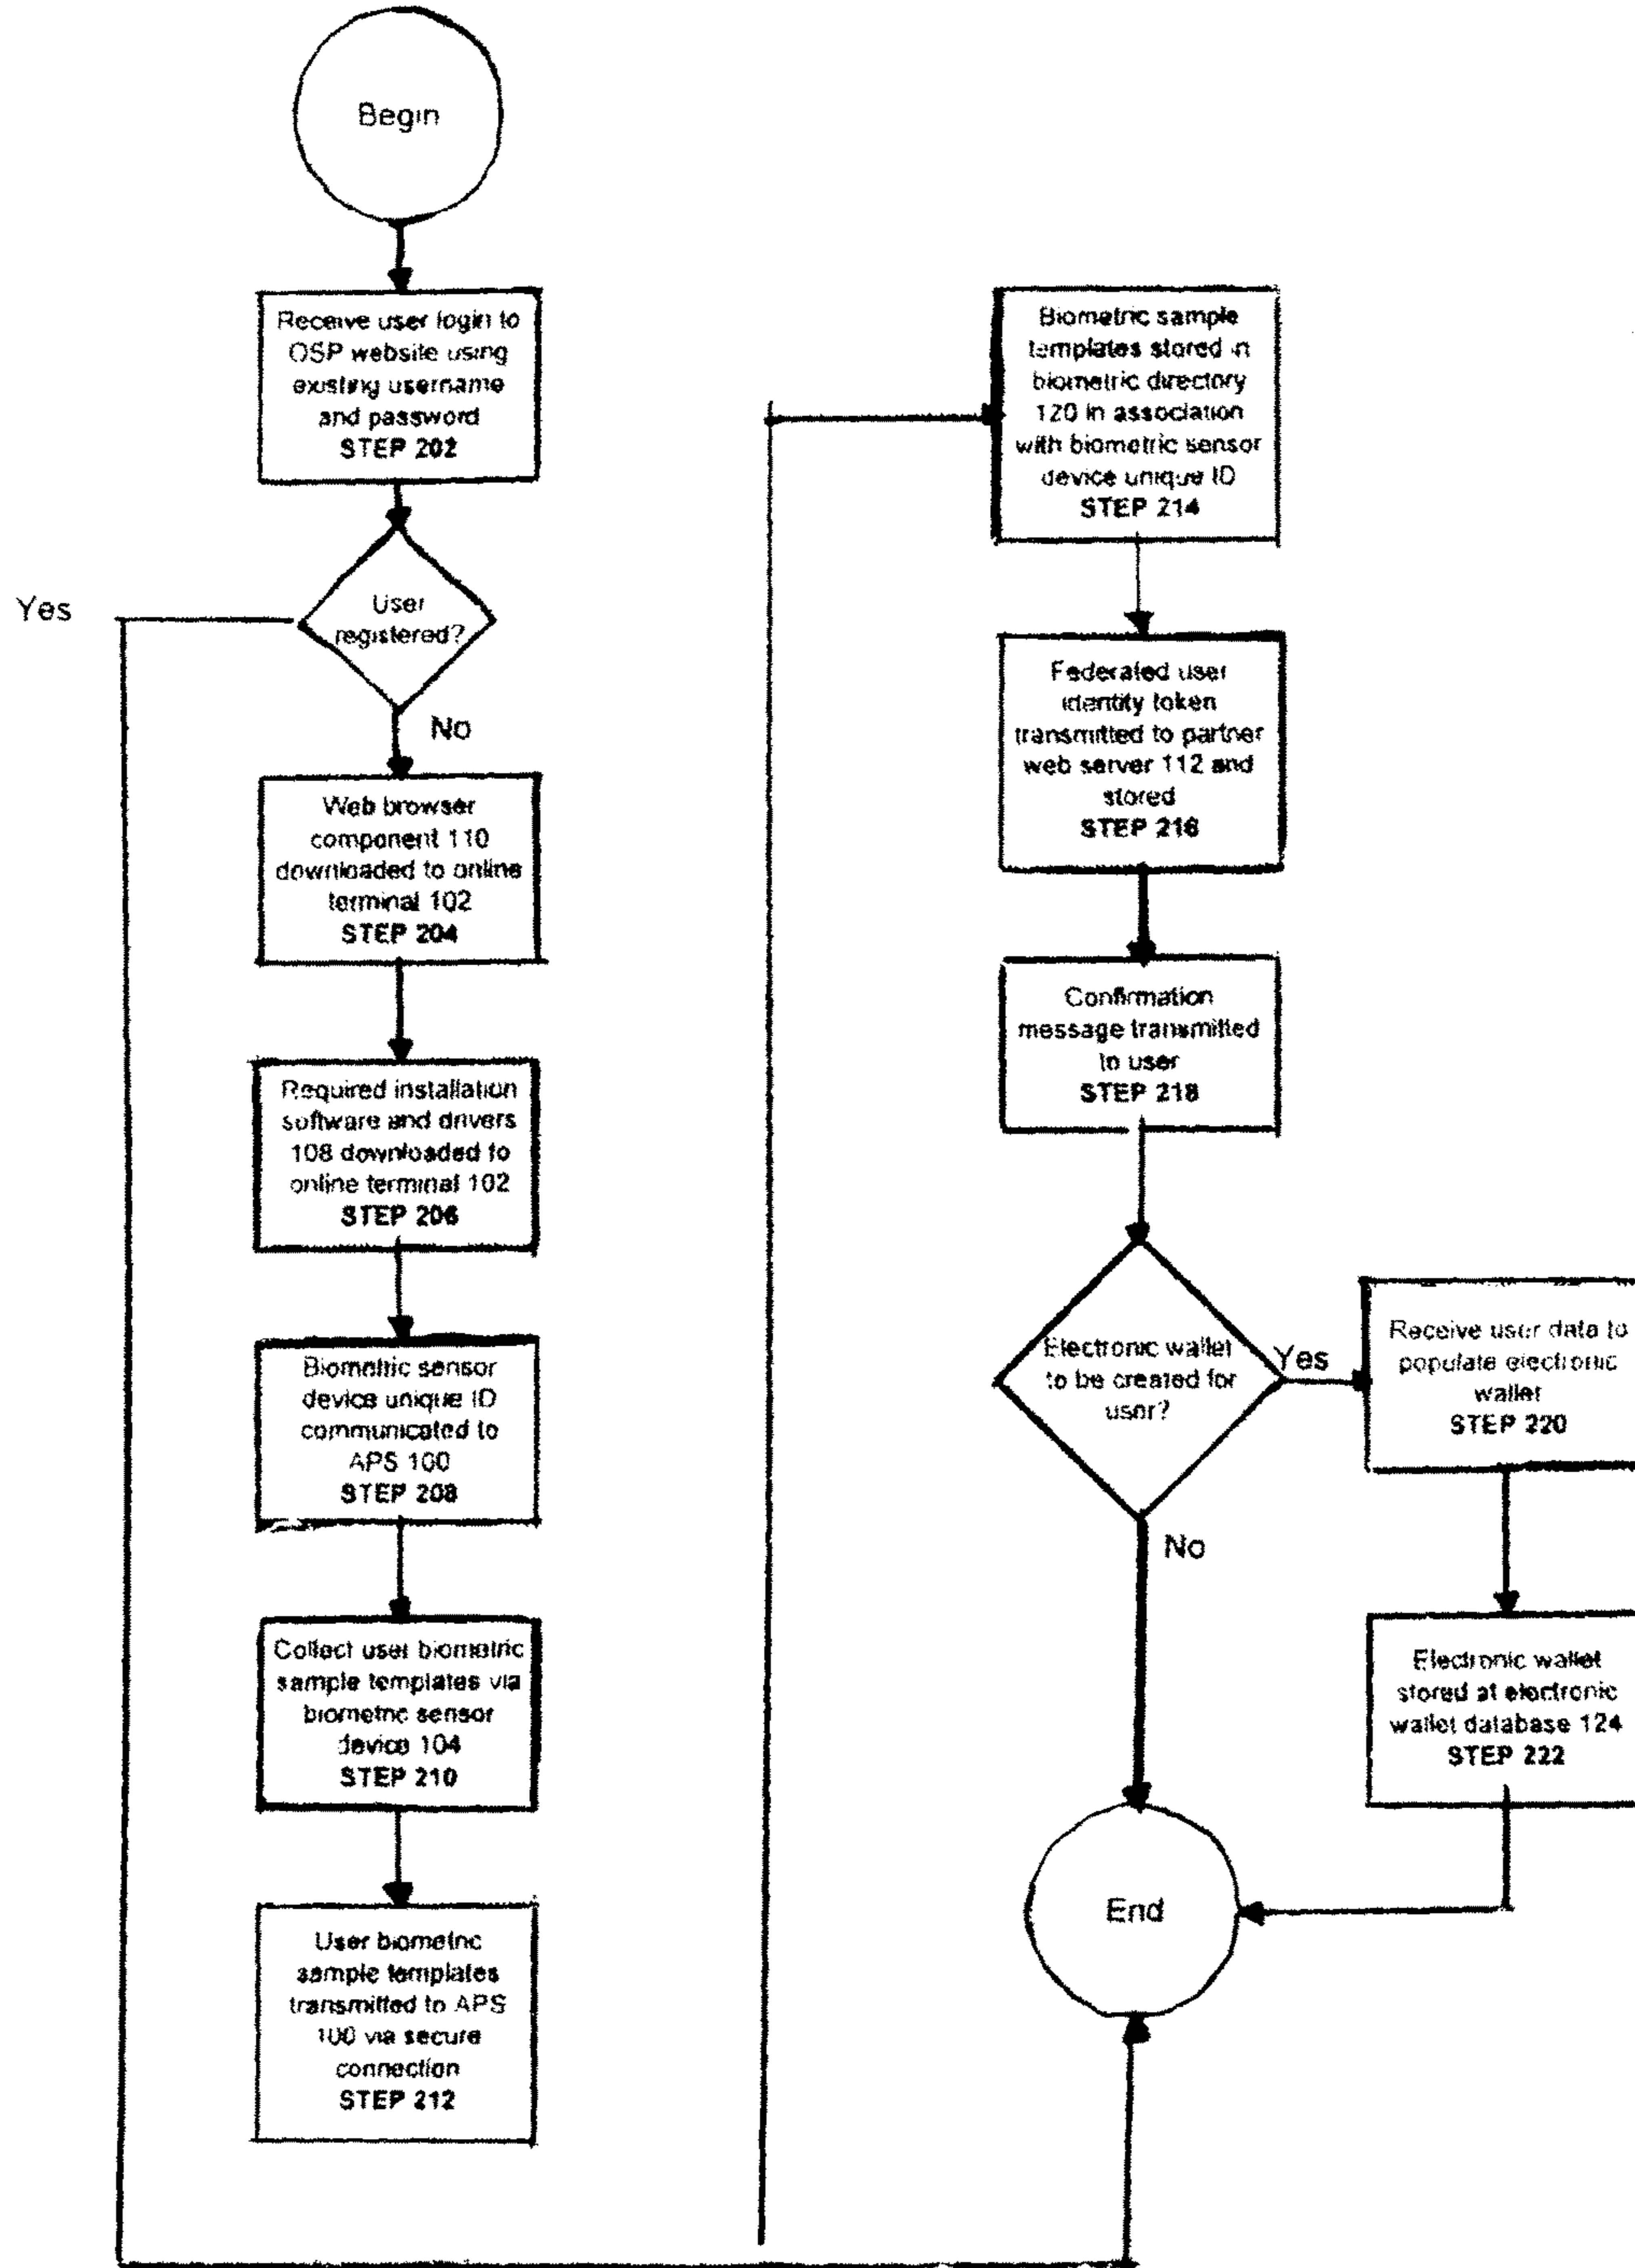 Begin
Receive user login to
OSP website using
existing username
and password
STEP 202
User
registered?
Yes
No
Web browser
component 110
downloaded to online
terminal 102
STEP 204
Required installation
software and drivers
108 downloaded to
online terminal 102
STEP 206
Biometric sensor
device unique ID
communicated to
APS 100
STEP 208
Collect user biometric
sample templates via
biometric sensor
device 104
STEP 210
User biometric
sample templates
transmitted to APS
100 via secure
connection
STEP 212
Biometric sample
templates stored in
biometric directory
120 in association
with biometric sensor
device unique ID
STEP 214
Federated user
identity token
transmitted to partner
web server 112 and
stored
STEP 216
Confirmation
message transmitted
to user
STEP 218
Electronic wallet
to be created for
user?
Yes
No
Receive user data to
populate electronic
wallet
STEP 220
Electronic wallet
stored at electronic
wallet database 124
STEP 222
End